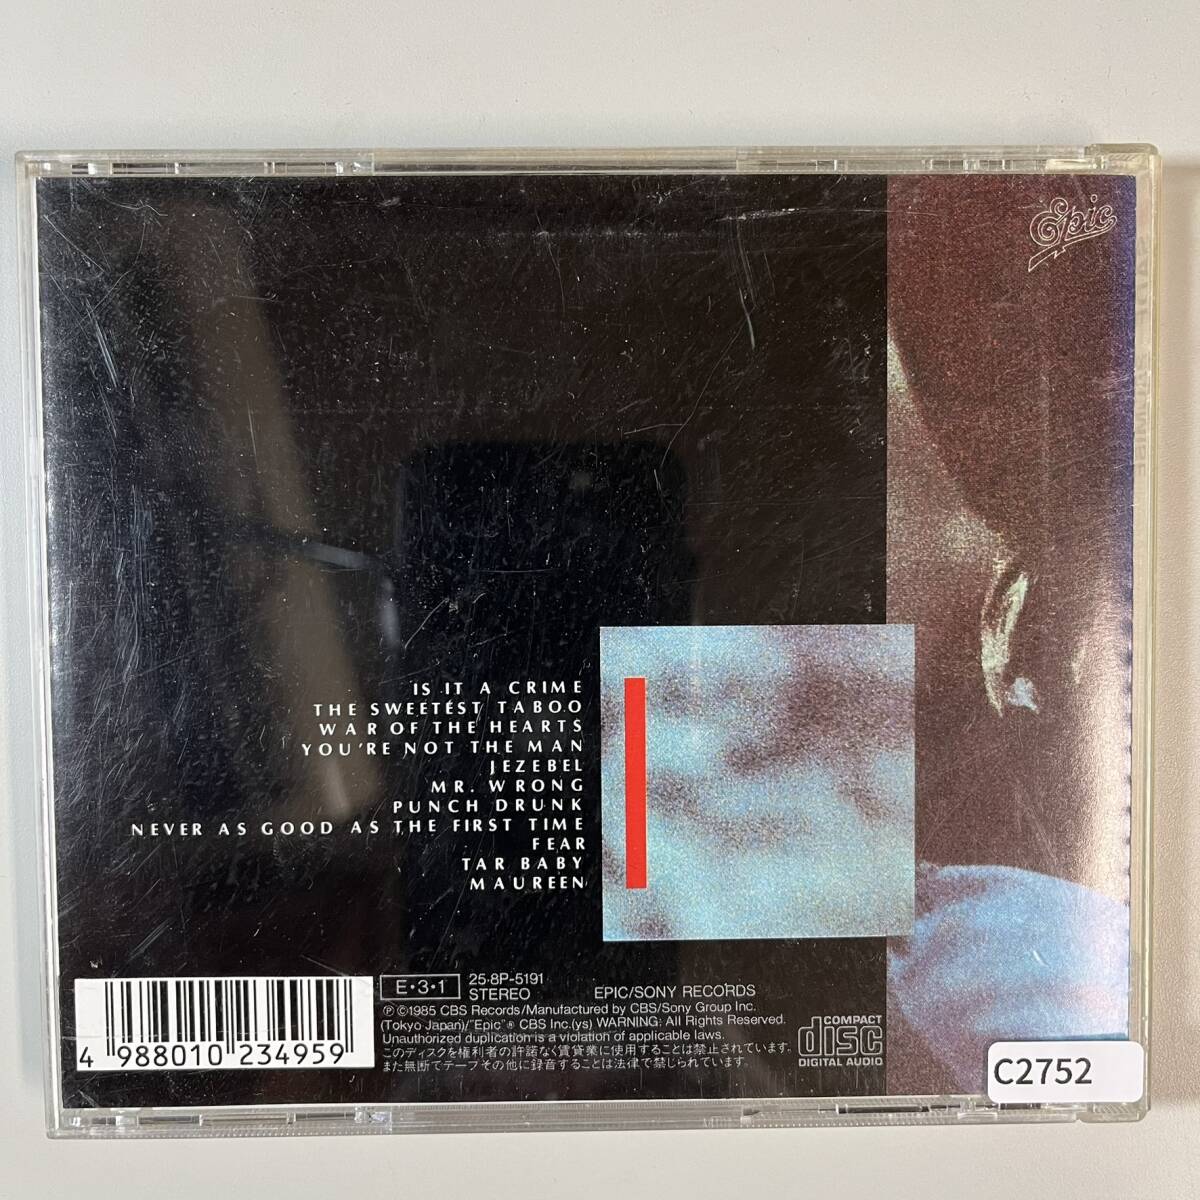 Epic
IS IT A CRIME
THE SWEETEST TABOO
WAR OF THE HEARTS
YOU'RE NOT THE MAN
JEZEBEL
MR. WRONG
PUNCH DRUNK
NEVER AS GOOD AS THE FIRST TIME
FEAR
TAR BABY
MAUREEN
4 988010 234959
E・3・1
25・8P-5191
STEREO
EPIC/SONY RECORDS
Ⓟ©1985 CBS Records/Manufactured by CBS/Sony Group Inc.
(Tokyo Japan)/"Epic"® CBS Inc.(ys) WARNING: All Rights Reserved.
Unauthorized duplication is a violation of applicable laws.
このディスクを権利者の許諾なく賃貸業に使用することは禁止されています。
また無断でテープその他に録音することは法律で禁じられています。
COMPACT
disc
DIGITAL AUDIO
C2752